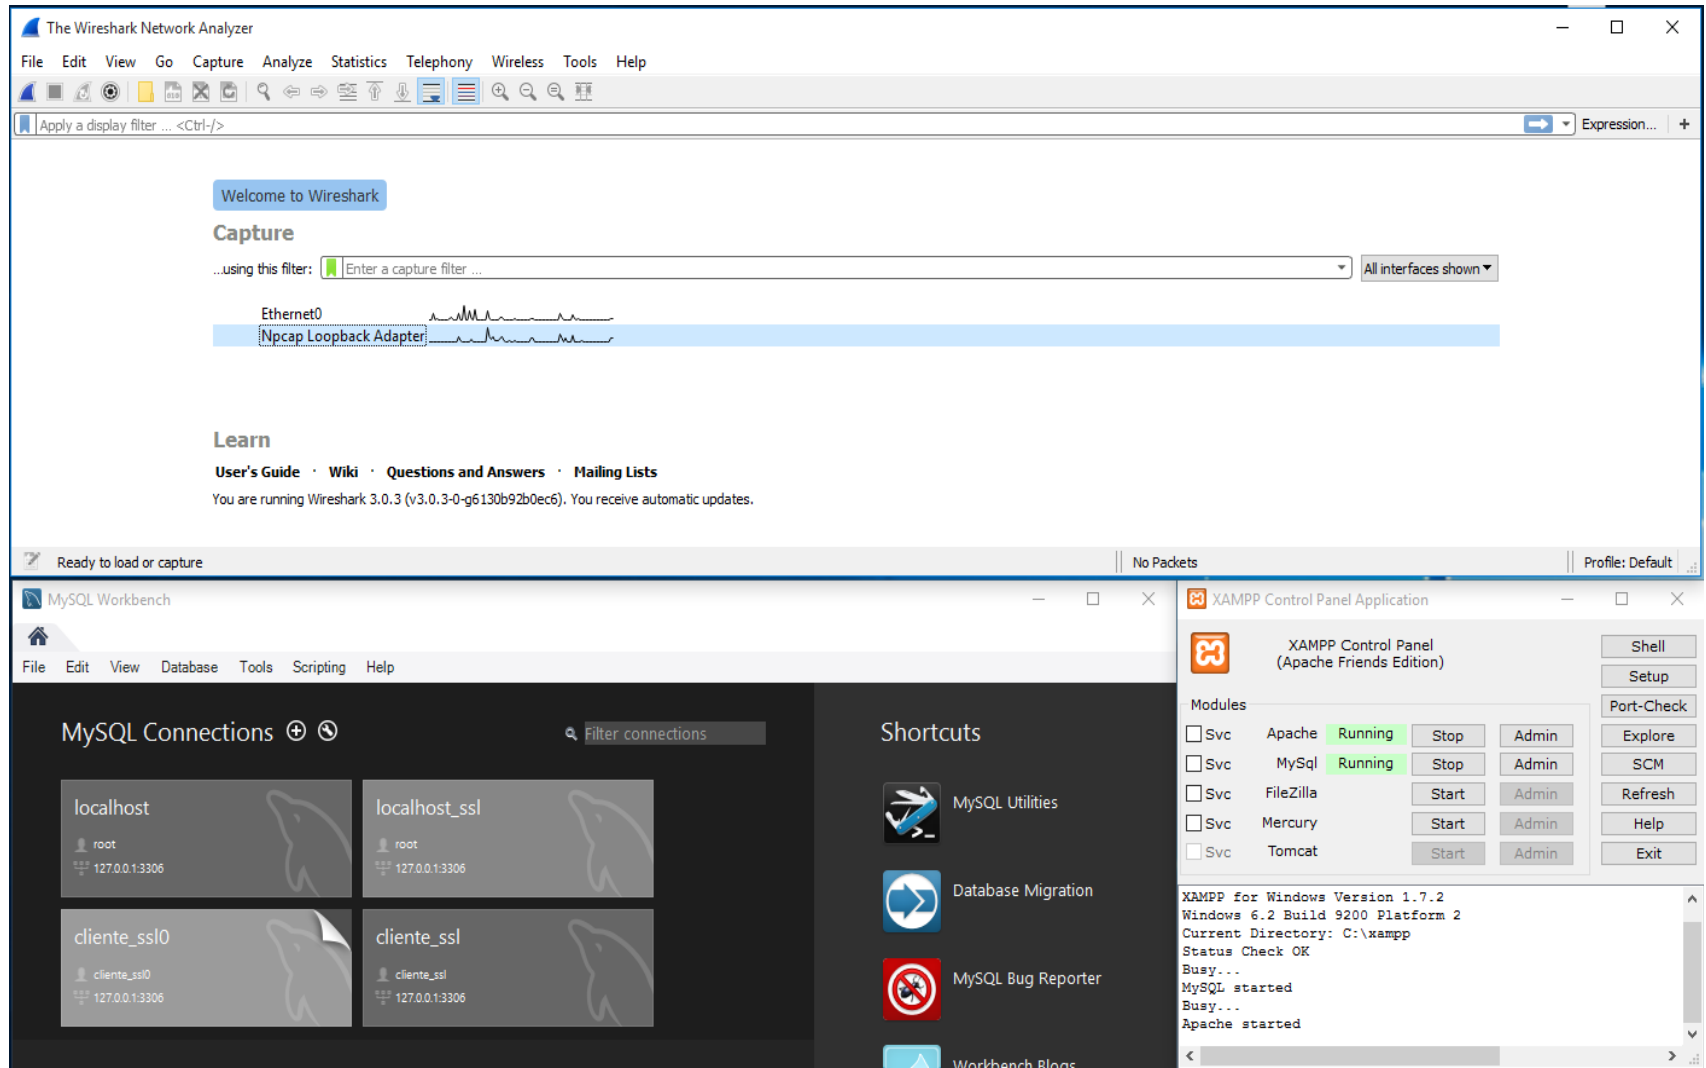 The Wireshark Network Analyzer
File Edit View Go Capture Analyze Statistics Telephony Wireless Tools Help
Apply a display filter ... <Ctrl-/>
Expression... +
Welcome to Wireshark
Capture
...using this filter: Enter a capture filter ...
All interfaces shown
Ethernet0
Npcap Loopback Adapter
Learn
User's Guide · Wiki · Questions and Answers · Mailing Lists
You are running Wireshark 3.0.3 (v3.0.3-0-g6130b92b0ec6). You receive automatic updates.
Ready to load or capture
No Packets
Profile: Default
MySQL Workbench
File Edit View Database Tools Scripting Help
MySQL Connections
Filter connections
localhost
root
127.0.0.1:3306
localhost_ssl
root
127.0.0.1:3306
cliente_ssl0
cliente_ssl0
127.0.0.1:3306
cliente_ssl
cliente_ssl
127.0.0.1:3306
Shortcuts
MySQL Utilities
Database Migration
MySQL Bug Reporter
Workbench Blogs
XAMPP Control Panel Application
XAMPP Control Panel
(Apache Friends Edition)
Modules
Svc Apache Running Stop Admin
Svc MySql Running Stop Admin
Svc FileZilla Start Admin
Svc Mercury Start Admin
Svc Tomcat Start Admin
Shell
Setup
Port-Check
Explore
SCM
Refresh
Help
Exit
XAMPP for Windows Version 1.7.2
Windows 6.2 Build 9200 Platform 2
Current Directory: C:\xampp
Status Check OK
Busy...
MySQL started
Busy...
Apache started